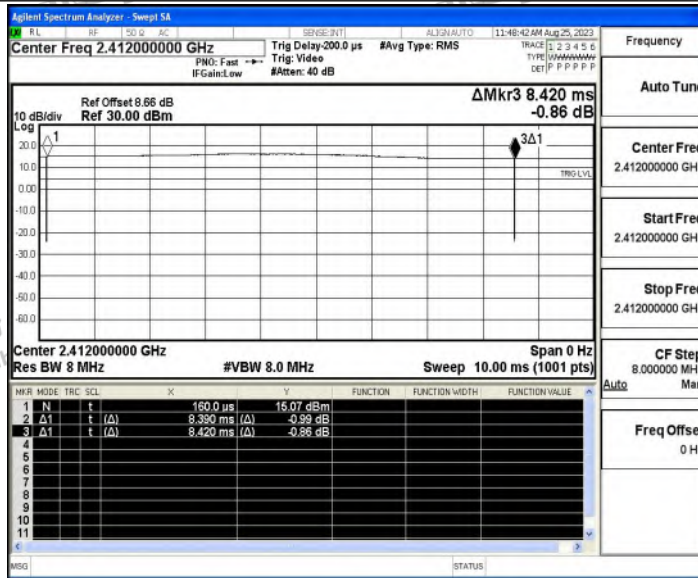 Agilent Spectrum Analyzer - Swept SA
RL RF 50 Ω AC SENSE:INT ALIGNAUTO 11:48:42 AM Aug 25, 2023
Center Freq 2.412000000 GHz
PNO: Fast
IFGain:Low
Trig Delay-200.0 µs
Trig: Video
#Atten: 40 dB
#Avg Type: RMS
TRACE 1 2 3 4 5 6
TYPE WWWWWW
DET P P P P P P
Frequency
Auto Tune
ΔMkr3 8.420 ms
-0.86 dB
Ref Offset 8.66 dB
10 dB/div Ref 30.00 dBm
Log
1
3Δ1
TRIG LVL
20.0
10.0
0.00
-10.0
-20.0
-30.0
-40.0
-50.0
-60.0
Center Freq
2.412000000 GH
Start Freq
2.412000000 GH
Stop Freq
2.412000000 GH
CF Step
8.000000 MH
Auto Man
Freq Offse
0 H
Center 2.412000000 GHz Span 0 Hz
Res BW 8 MHz #VBW 8.0 MHz Sweep 10.00 ms (1001 pts)
MKR MODE TRC SCL X Y FUNCTION FUNCTION WIDTH FUNCTION VALUE
1 N t 160.0 µs 15.07 dBm
2 Δ1 t (Δ) 8.390 ms (Δ) -0.99 dB
3 Δ1 t (Δ) 8.420 ms (Δ) -0.86 dB
4
5
6
7
8
9
10
11
MSG STATUS